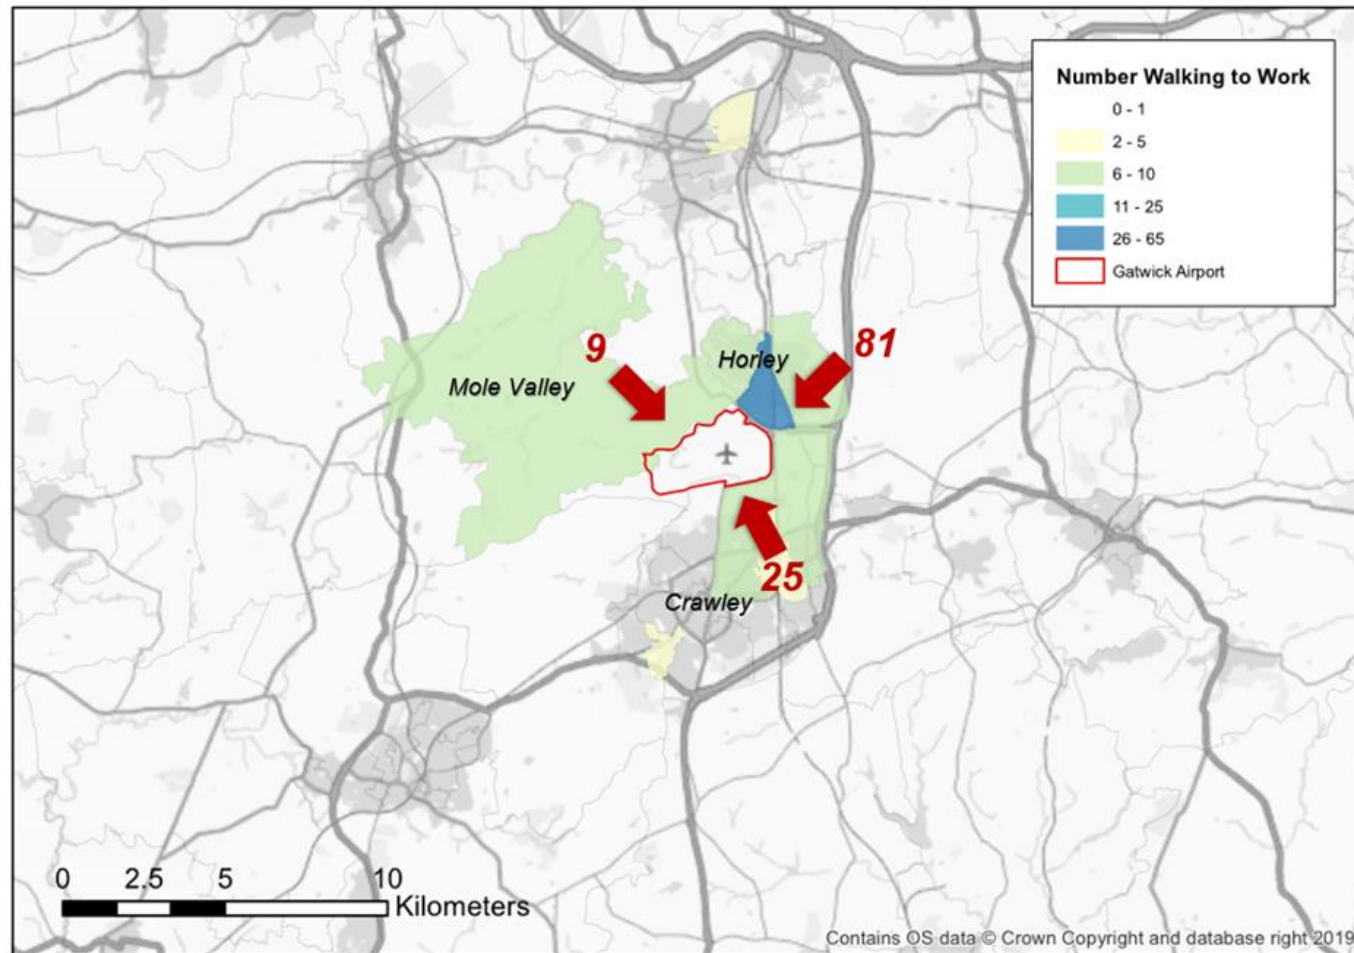 Number Walking to Work
0 - 1
2 - 5
6 - 10
11 - 25
26 - 65
Gatwick Airport
9
Horley
81
Mole Valley
25
Crawley
0 2.5 5 10
Kilometers
Contains OS data © Crown Copyright and database right 2019